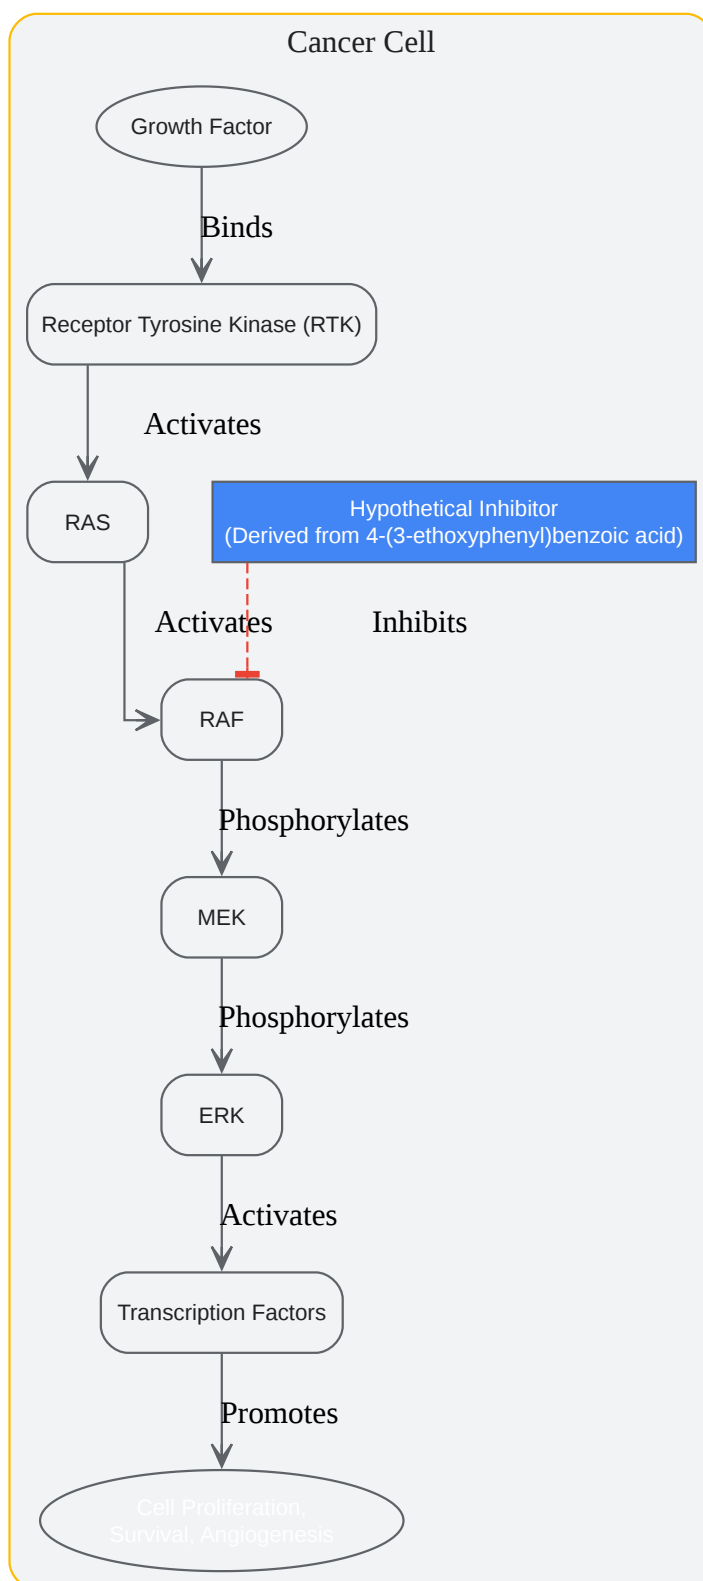 Cancer Cell
Growth Factor
Binds
Receptor Tyrosine Kinase (RTK)
Activates
RAS
Hypothetical Inhibitor
(Derived from 4-(3-ethoxyphenyl)benzoic acid)
Activates
Inhibits
RAF
Phosphorylates
MEK
Phosphorylates
ERK
Activates
Transcription Factors
Promotes
Cell Proliferation,
Survival, Angiogenesis